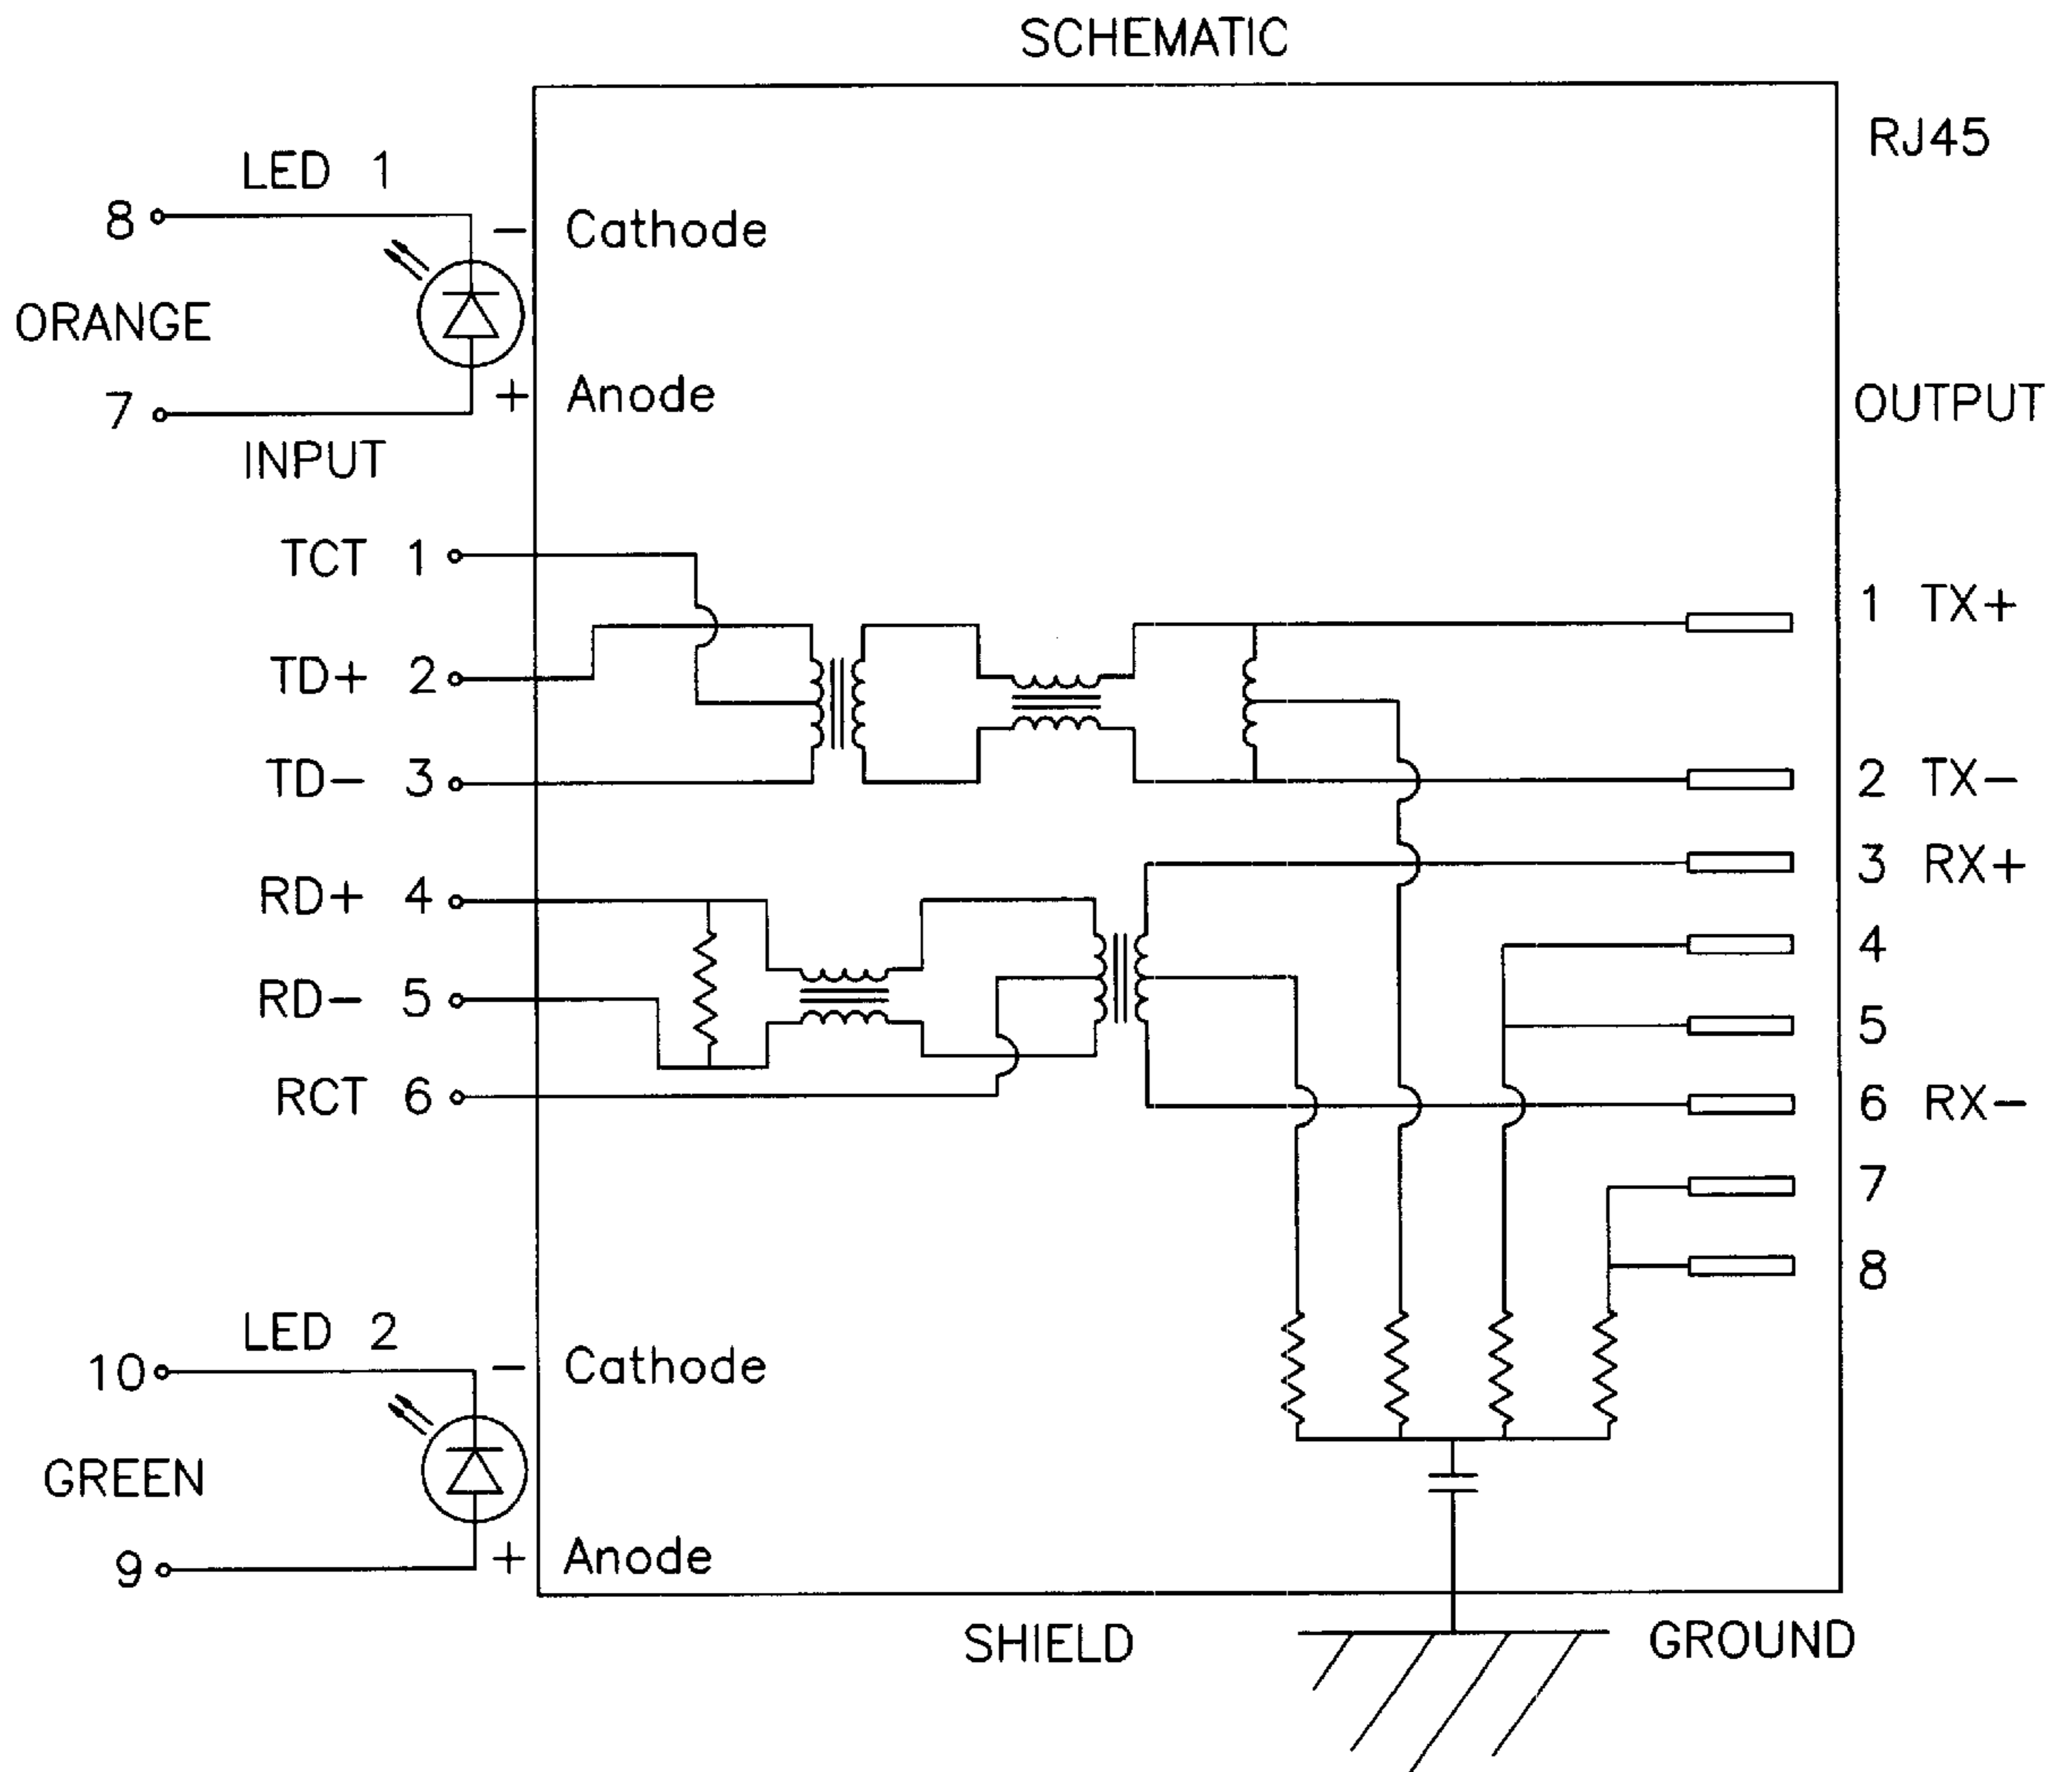 SCHEMATIC
RJ45
LED 1
8
- Cathode
ORANGE
7
+ Anode
OUTPUT
INPUT
TCT 1
1 TX+
TD+ 2
TD- 3
2 TX-
3 RX+
RD+ 4
4
RD- 5
5
RCT 6
6 RX-
7
8
LED 2
10
- Cathode
GREEN
9
+ Anode
SHIELD
GROUND